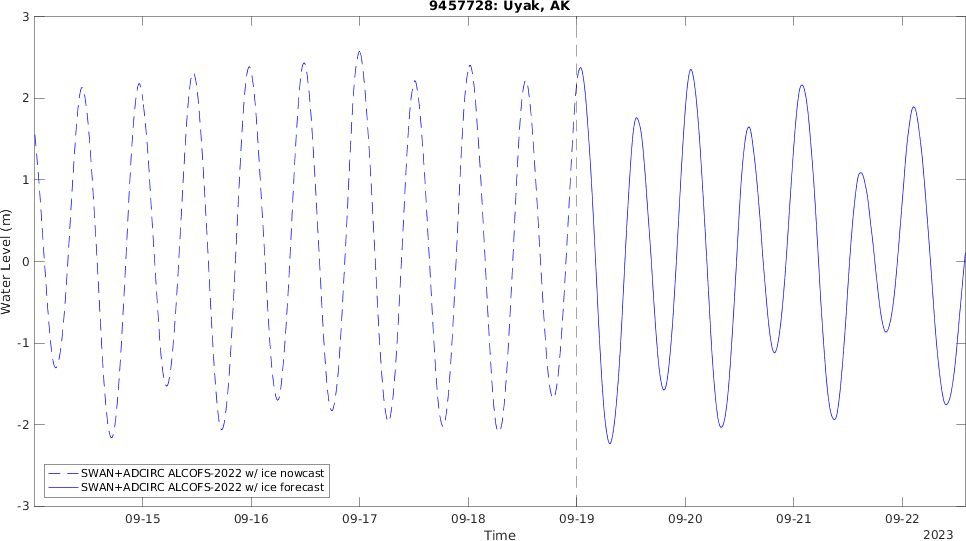 9457728: Uyak, AK
Water Level (m)
3
2
1
0
-1
-2
-3
SWAN+ADCIRC ALCOFS-2022 w/ ice nowcast
SWAN+ADCIRC ALCOFS-2022 w/ ice forecast
09-15 09-16 09-17 09-18 09-19 09-20 09-21 09-22
Time
2023